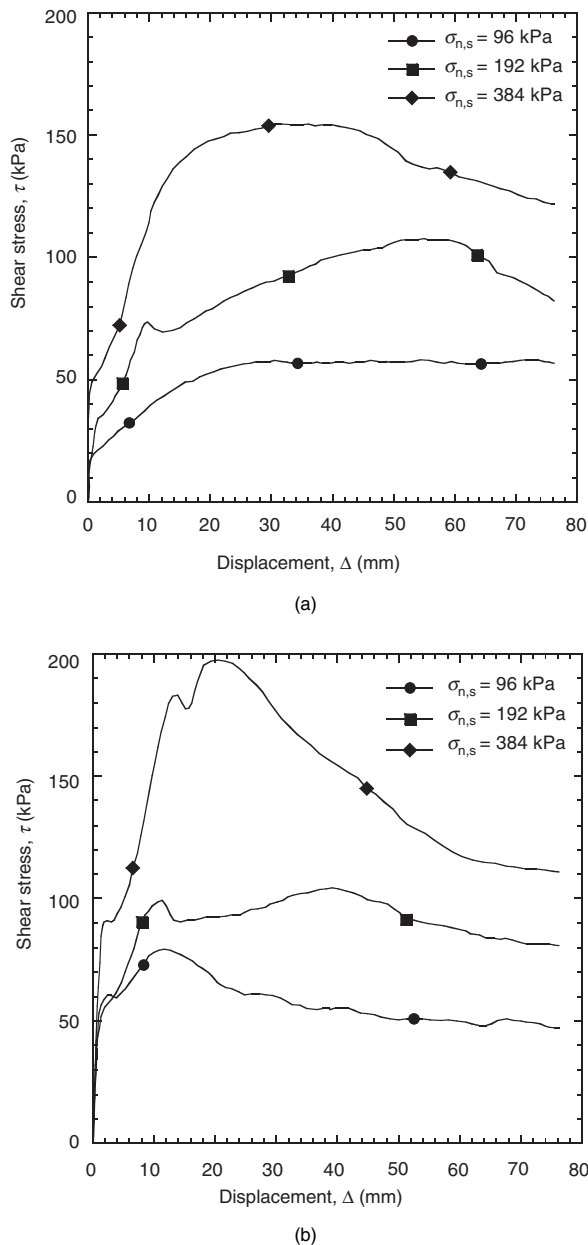 200
150
100
50
0
Shear stress, τ (kPa)
σn,s = 96 kPa
σn,s = 192 kPa
σn,s = 384 kPa
0 10 20 30 40 50 60 70 80
Displacement, Δ (mm)
(a)
200
150
100
50
0
Shear stress, τ (kPa)
σn,s = 96 kPa
σn,s = 192 kPa
σn,s = 384 kPa
0 10 20 30 40 50 60 70 80
Displacement, Δ (mm)
(b)